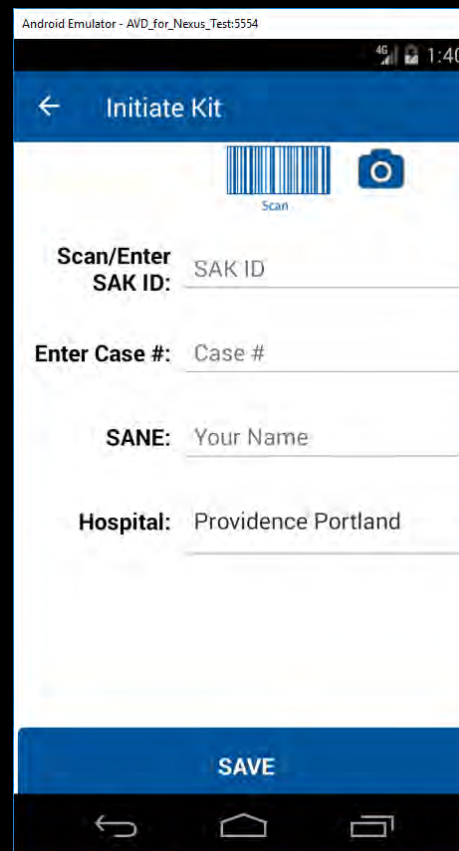 Android Emulator - AVD_for_Nexus_Test:5554
4G 1:40
Initiate Kit
Scan
Scan/Enter
SAK ID: SAK ID
Enter Case #: Case #
SANE: Your Name
Hospital: Providence Portland
SAVE